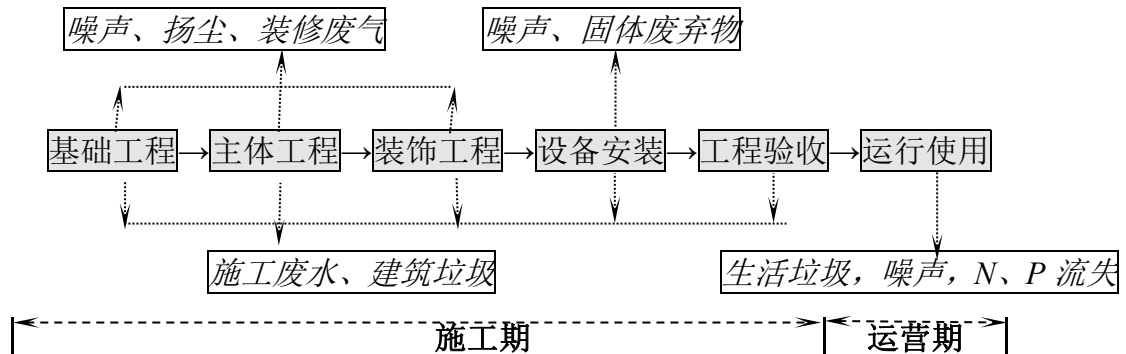 噪声、扬尘、装修废气
噪声、固体废弃物
基础工程→主体工程→装饰工程→设备安装→工程验收→运行使用
施工废水、建筑垃圾
生活垃圾，噪声，N、P 流失
施工期
运营期